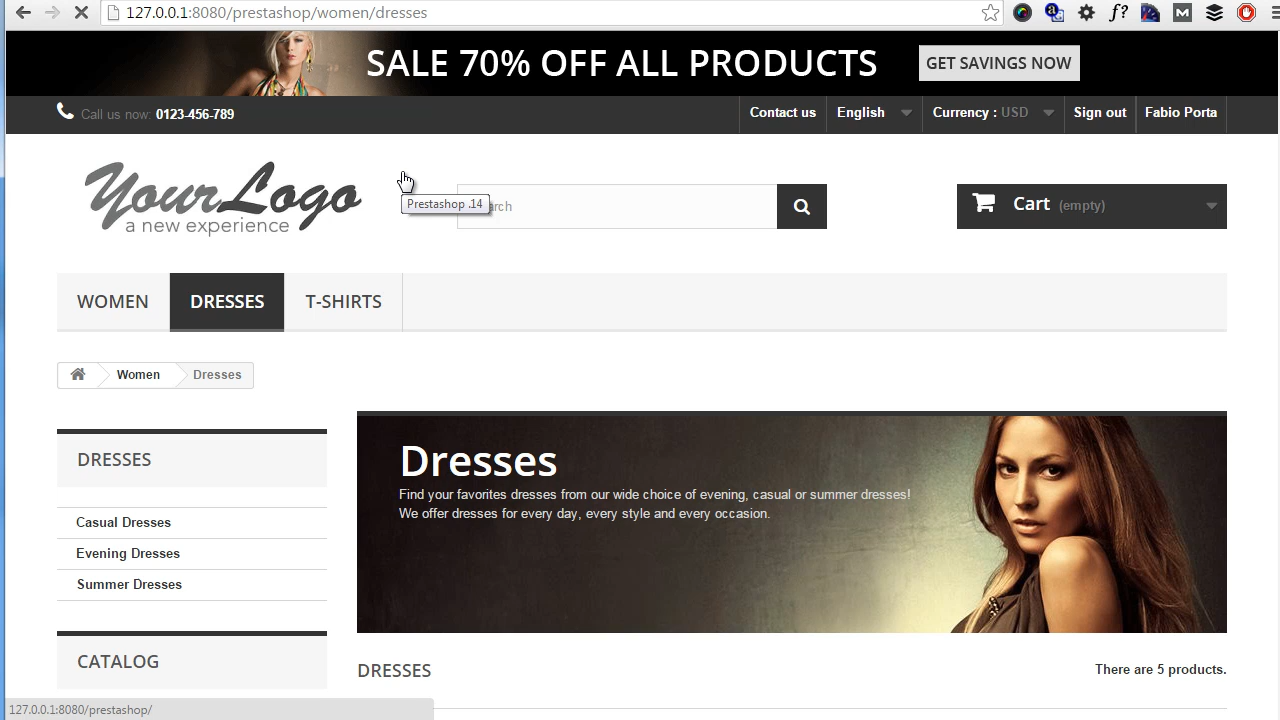 127.0.0.1:8080/prestashop/women/dresses
SALE 70% OFF ALL PRODUCTS
GET SAVINGS NOW
Call us now: 0123-456-789
Contact us
English
Currency : USD
Sign out
Fabio Porta
YourLogo
a new experience
Prestashop .14
Cart (empty)
WOMEN
DRESSES
T-SHIRTS
Women
Dresses
DRESSES
Casual Dresses
Evening Dresses
Summer Dresses
CATALOG
Dresses
Find your favorites dresses from our wide choice of evening, casual or summer dresses!
We offer dresses for every day, every style and every occasion.
DRESSES
There are 5 products.
127.0.0.1:8080/prestashop/